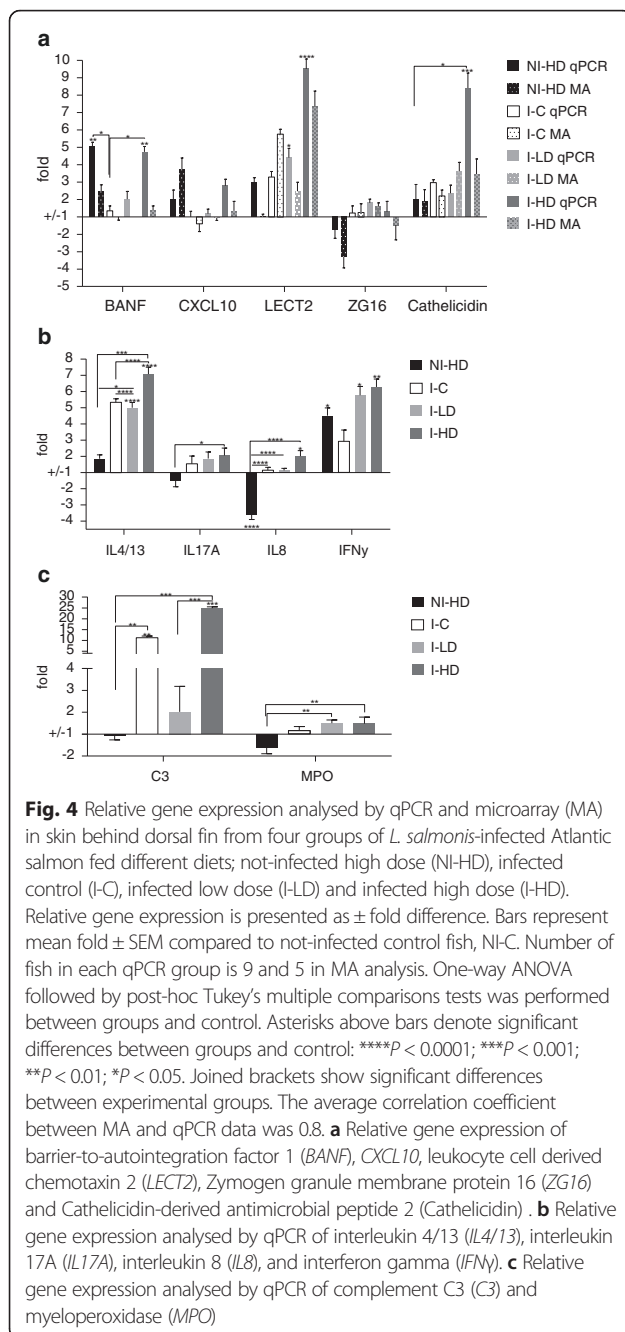 a
10
9
8
7
6
5
4
3
2
+/-1
-2
-3
-4
-5
fold
**
*
*
**
*
****
*
***
BANF
CXCL10
LECT2
ZG16
Cathelicidin
NI-HD qPCR
NI-HD MA
I-C qPCR
I-C MA
I-LD qPCR
I-LD MA
I-HD qPCR
I-HD MA
b
8
7
6
5
4
3
2
+/-1
-2
-3
-4
fold
***
****
*
****
****
****
*
****
****
****
*
****
*
*
**
IL4/13
IL17A
IL8
IFNγ
NI-HD
I-C
I-LD
I-HD
c
30
25
20
15
10
5
4
3
2
+/-1
-2
fold
***
**
***
**
***
**
**
C3
MPO
NI-HD
I-C
I-LD
I-HD
Fig. 4 Relative gene expression analysed by qPCR and microarray (MA)
in skin behind dorsal fin from four groups of L. salmonis-infected Atlantic
salmon fed different diets; not-infected high dose (NI-HD), infected
control (I-C), infected low dose (I-LD) and infected high dose (I-HD).
Relative gene expression is presented as ± fold difference. Bars represent
mean fold ± SEM compared to not-infected control fish, NI-C. Number of
fish in each qPCR group is 9 and 5 in MA analysis. One-way ANOVA
followed by post-hoc Tukey's multiple comparisons tests was performed
between groups and control. Asterisks above bars denote significant
differences between groups and control: ****P < 0.0001; ***P < 0.001;
**P < 0.01; *P < 0.05. Joined brackets show significant differences
between experimental groups. The average correlation coefficient
between MA and qPCR data was 0.8. a Relative gene expression of
barrier-to-autointegration factor 1 (BANF), CXCL10, leukocyte cell derived
chemotaxin 2 (LECT2), Zymogen granule membrane protein 16 (ZG16)
and Cathelicidin-derived antimicrobial peptide 2 (Cathelicidin) . b Relative
gene expression analysed by qPCR of interleukin 4/13 (IL4/13), interleukin
17A (IL17A), interleukin 8 (IL8), and interferon gamma (IFNγ). c Relative
gene expression analysed by qPCR of complement C3 (C3) and
myeloperoxidase (MPO)